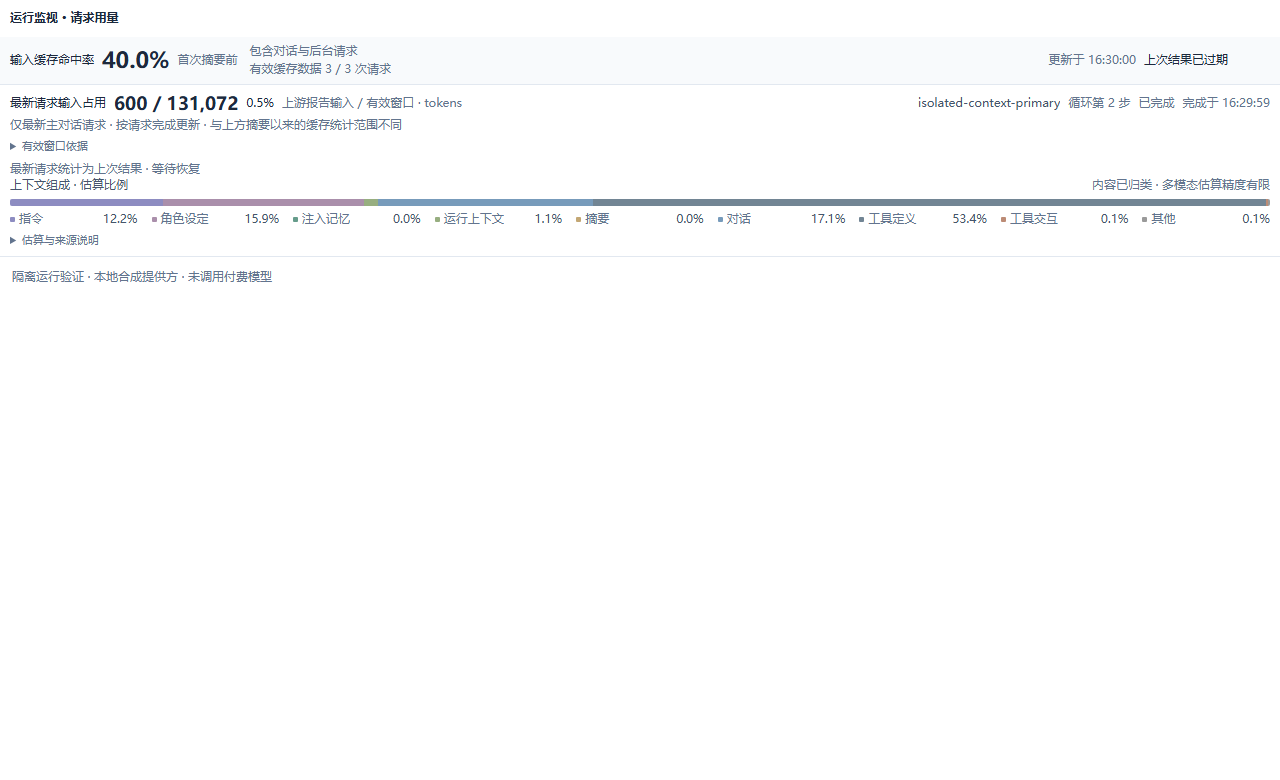 运行监视 · 请求用量
输入缓存命中率 40.0% 首次摘要前 包含对话与后台请求
有效缓存数据 3 / 3 次请求
更新于 16:30:00 上次结果已过期
最新请求输入占用 600 / 131,072 0.5% 上游报告输入 / 有效窗口 · tokens isolated-context-primary 循环第 2 步 已完成 完成于 16:29:59
仅最新主对话请求 · 按请求完成更新 · 与上方摘要以来的缓存统计范围不同
▶ 有效窗口依据
最新请求统计为上次结果 · 等待恢复
上下文组成 · 估算比例 内容已归类 · 多模态估算精度有限
指令 12.2% 角色设定 15.9% 注入记忆 0.0% 运行上下文 1.1% 摘要 0.0% 对话 17.1% 工具定义 53.4% 工具交互 0.1% 其他 0.1%
▶ 估算与来源说明
隔离运行验证 · 本地合成提供方 · 未调用付费模型